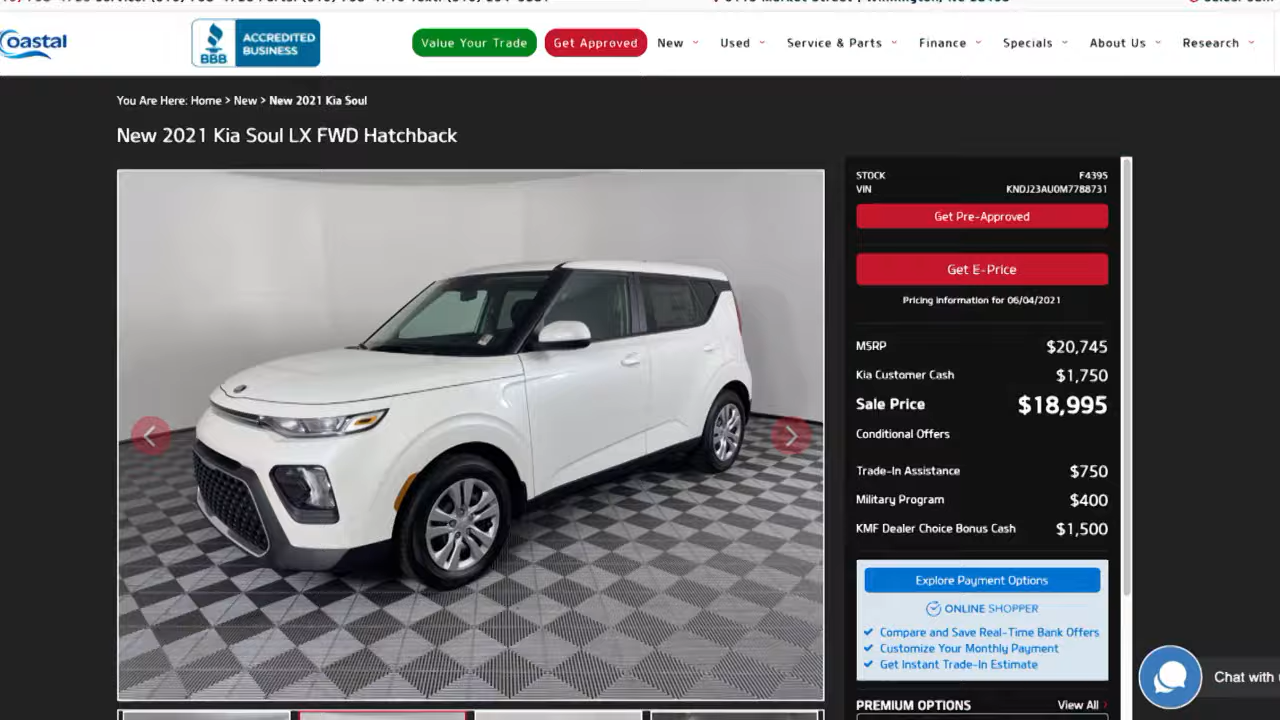 Coastal
BBB
ACCREDITED
BUSINESS
Value Your Trade
Get Approved
New
Used
Service & Parts
Finance
Specials
About Us
Research
You Are Here: Home > New > New 2021 Kia Soul
New 2021 Kia Soul LX FWD Hatchback
STOCK F4395
VIN KNDJ23AU0M7788731
Get Pre-Approved
Get E-Price
Pricing information for 06/04/2021
MSRP $20,745
Kia Customer Cash $1,750
Sale Price $18,995
Conditional Offers
Trade-In Assistance $750
Military Program $400
KMF Dealer Choice Bonus Cash $1,500
Explore Payment Options
ONLINE SHOPPER
Compare and Save Real-Time Bank Offers
Customize Your Monthly Payment
Get Instant Trade-In Estimate
Chat with
PREMIUM OPTIONS View All